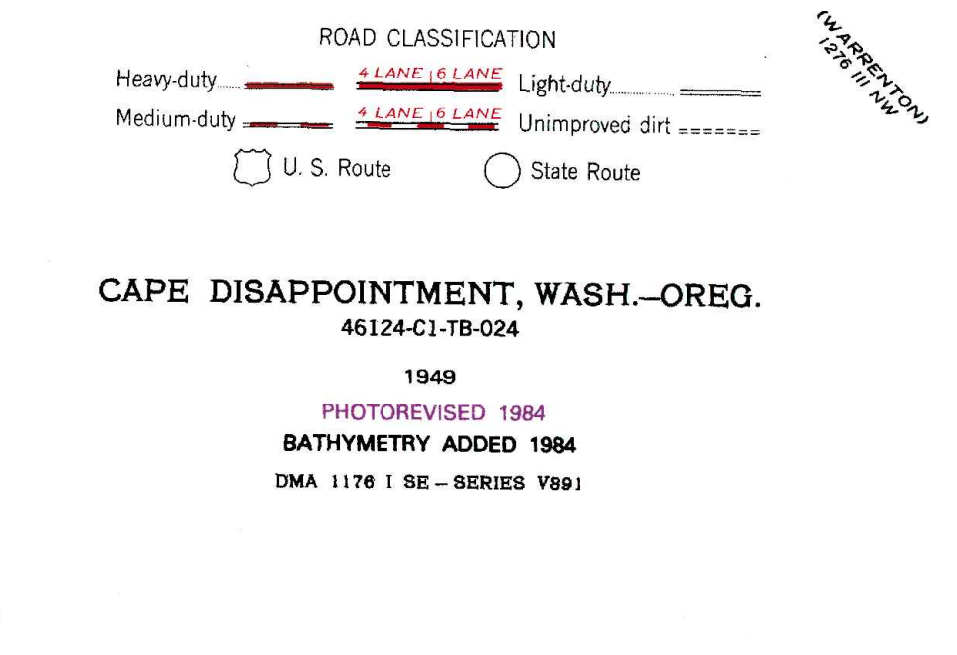 ROAD CLASSIFICATION
Heavy-duty 4 LANE | 6 LANE Light-duty
Medium-duty 4 LANE | 6 LANE Unimproved dirt
U. S. Route State Route
(WARRENTON)
1276 III NW
CAPE DISAPPOINTMENT, WASH.–OREG.
46124-C1-TB-024
1949
PHOTOREVISED 1984
BATHYMETRY ADDED 1984
DMA 1176 I SE – SERIES V891